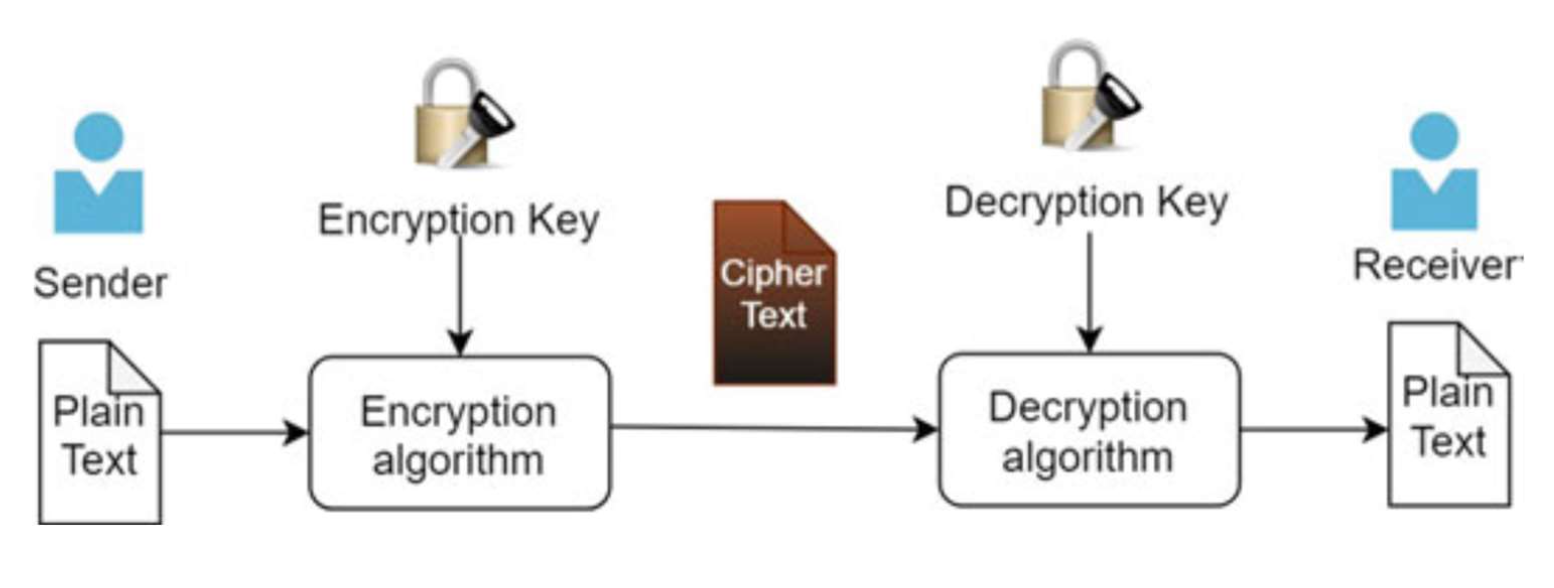 Sender
Encryption Key
Decryption Key
Receiver
Plain
Text
Encryption
algorithm
Cipher
Text
Decryption
algorithm
Plain
Text